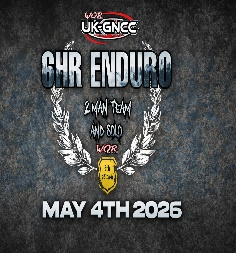 WOR
UK-GNCC
6HR ENDURO
2 MAN TEAM
AND SOLO
WOR
MAY 4TH 2026